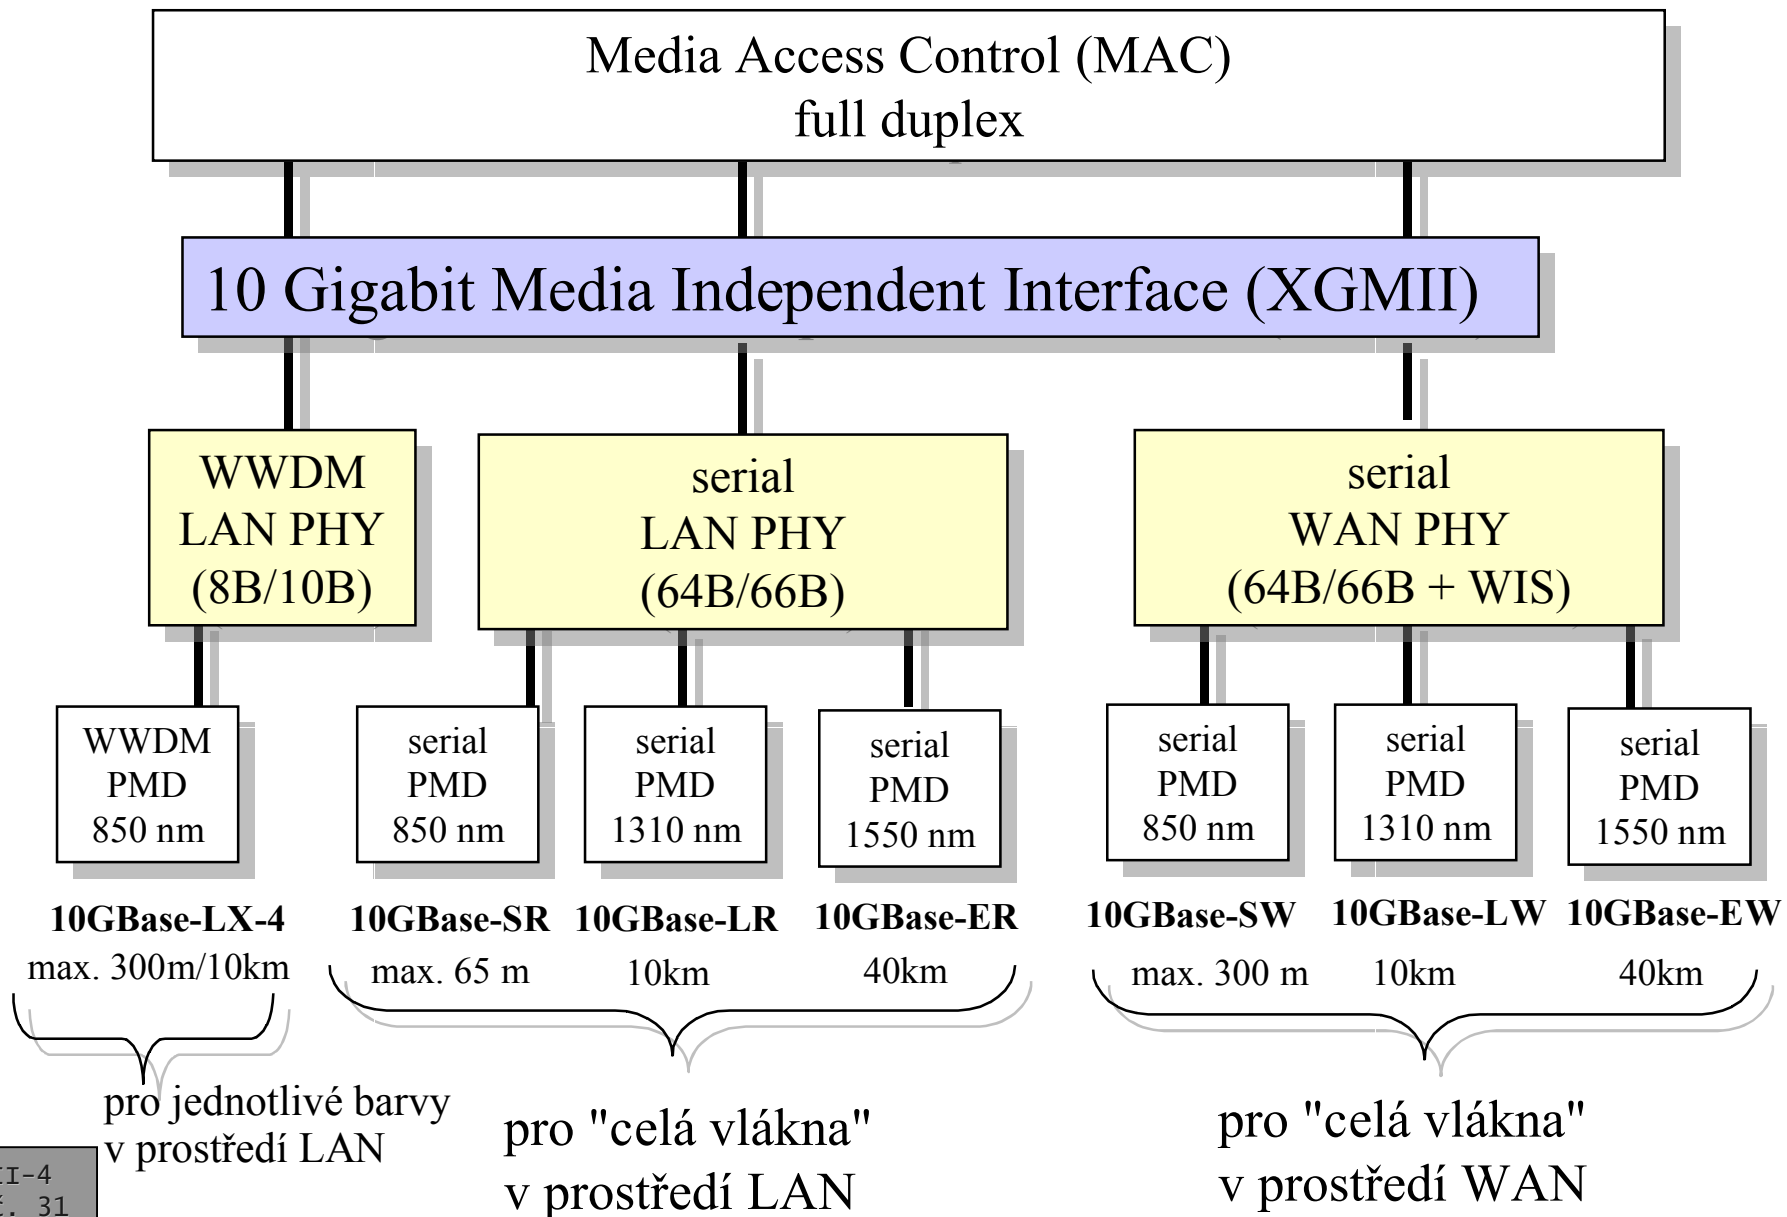 Media Access Control (MAC)
full duplex
10 Gigabit Media Independent Interface (XGMII)
WWDM
LAN PHY
(8B/10B)
serial
LAN PHY
(64B/66B)
serial
WAN PHY
(64B/66B + WIS)
WWDM
PMD
850 nm
serial
PMD
850 nm
serial
PMD
1310 nm
serial
PMD
1550 nm
serial
PMD
850 nm
serial
PMD
1310 nm
serial
PMD
1550 nm
10GBase-LX-4
10GBase-SR
10GBase-LR
10GBase-ER
10GBase-SW
10GBase-LW
10GBase-EW
max. 300m/10km
max. 65 m
10km
40km
max. 300 m
10km
40km
pro jednotlivé barvy
v prostředí LAN
pro "celá vlákna"
v prostředí LAN
pro "celá vlákna"
v prostředí WAN
II-4
č. 31